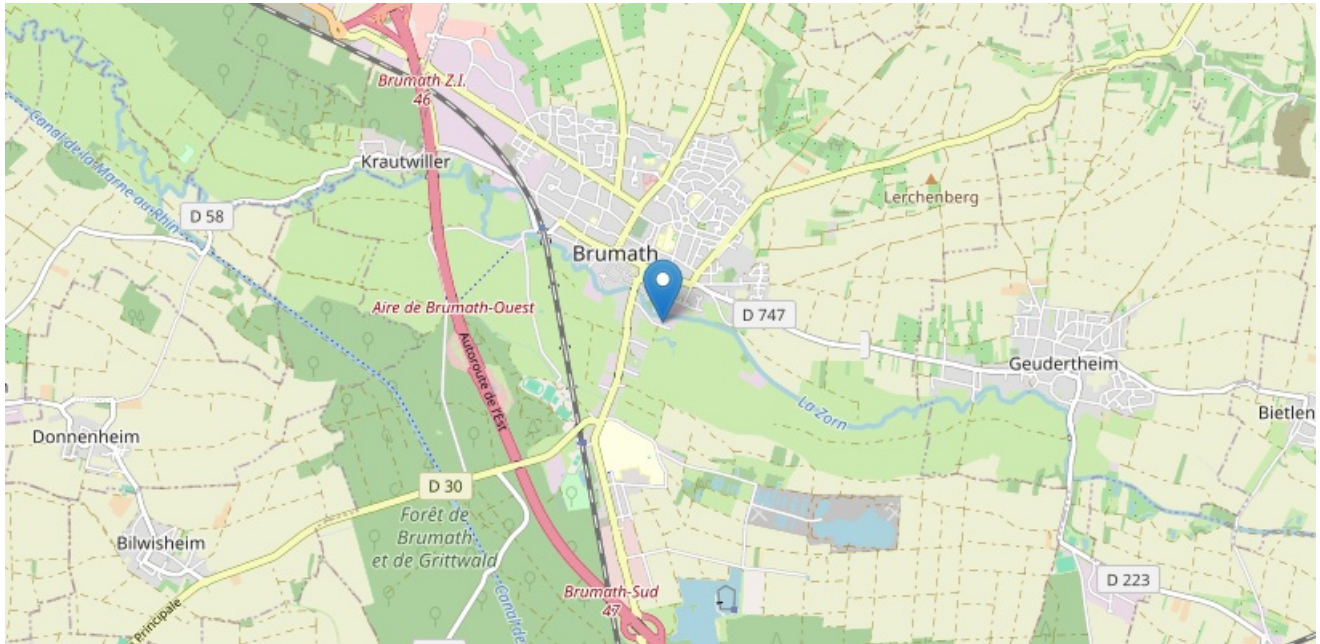 Brumath Z.I.
46
Canal de la Marne au Rhin
Krautwiller
D 58
Lerchenberg
Brumath
Aire de Brumath-Ouest
D 747
Autoroute de l'Est
Geudertheim
La Zorn
Bietlen
Donnenheim
D 30
Forêt de
Brumath
et de Grittwald
Bilwisheim
D 223
Brumath-Sud
47
Canal de
Principale